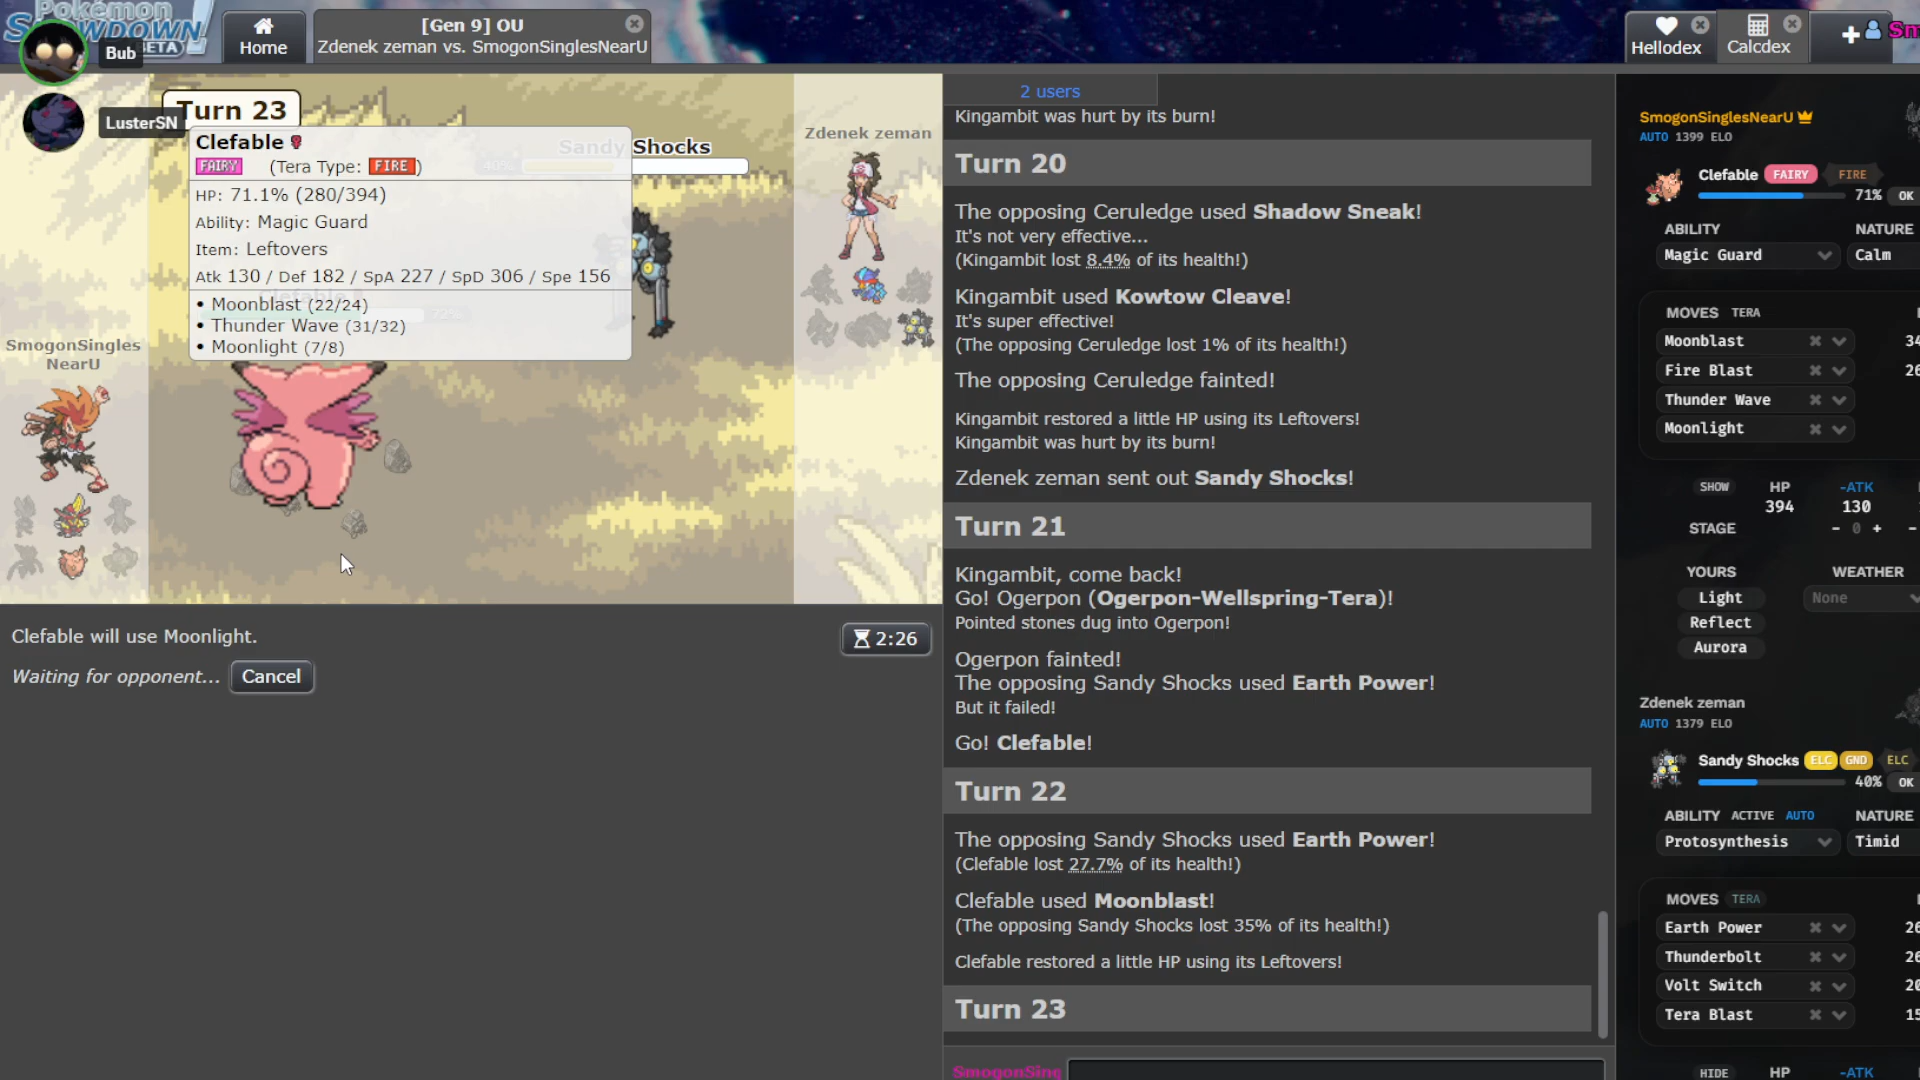 Pokémon
SHOWDOWN!
BETA
Home
[Gen 9] OU
Zdenek zeman vs. SmogonSinglesNearU
Hellodex
Calcdex
Bub
LusterSN
Turn 23
Clefable
FAIRY (Tera Type: FIRE)
HP: 71.1% (280/394)
Ability: Magic Guard
Item: Leftovers
Atk 130 / Def 182 / SpA 227 / SpD 306 / Spe 156
• Moonblast (22/24)
• Thunder Wave (31/32)
• Moonlight (7/8)
Sandy Shocks
Zdenek zeman
SmogonSingles
NearU
Clefable will use Moonlight.
2:26
Waiting for opponent...
Cancel
2 users
Kingambit was hurt by its burn!
Turn 20
The opposing Ceruledge used Shadow Sneak!
It's not very effective...
(Kingambit lost 8.4% of its health!)
Kingambit used Kowtow Cleave!
It's super effective!
(The opposing Ceruledge lost 1% of its health!)
The opposing Ceruledge fainted!
Kingambit restored a little HP using its Leftovers!
Kingambit was hurt by its burn!
Zdenek zeman sent out Sandy Shocks!
Turn 21
Kingambit, come back!
Go! Ogerpon (Ogerpon-Wellspring-Tera)!
Pointed stones dug into Ogerpon!
Ogerpon fainted!
The opposing Sandy Shocks used Earth Power!
But it failed!
Go! Clefable!
Turn 22
The opposing Sandy Shocks used Earth Power!
(Clefable lost 27.7% of its health!)
Clefable used Moonblast!
(The opposing Sandy Shocks lost 35% of its health!)
Clefable restored a little HP using its Leftovers!
Turn 23
SmogonSing
SmogonSinglesNearU
AUTO 1399 ELO
Clefable FAIRY FIRE
71% OK
ABILITY NATURE
Magic Guard Calm
MOVES TERA
Moonblast
Fire Blast
Thunder Wave
Moonlight
SHOW HP -ATK
394 130
STAGE - 0 + -
YOURS WEATHER
Light None
Reflect
Aurora
Zdenek zeman
AUTO 1379 ELO
Sandy Shocks ELC GND ELC
40% OK
ABILITY ACTIVE AUTO NATURE
Protosynthesis Timid
MOVES TERA
Earth Power
Thunderbolt
Volt Switch
Tera Blast
HIDE HP -ATK